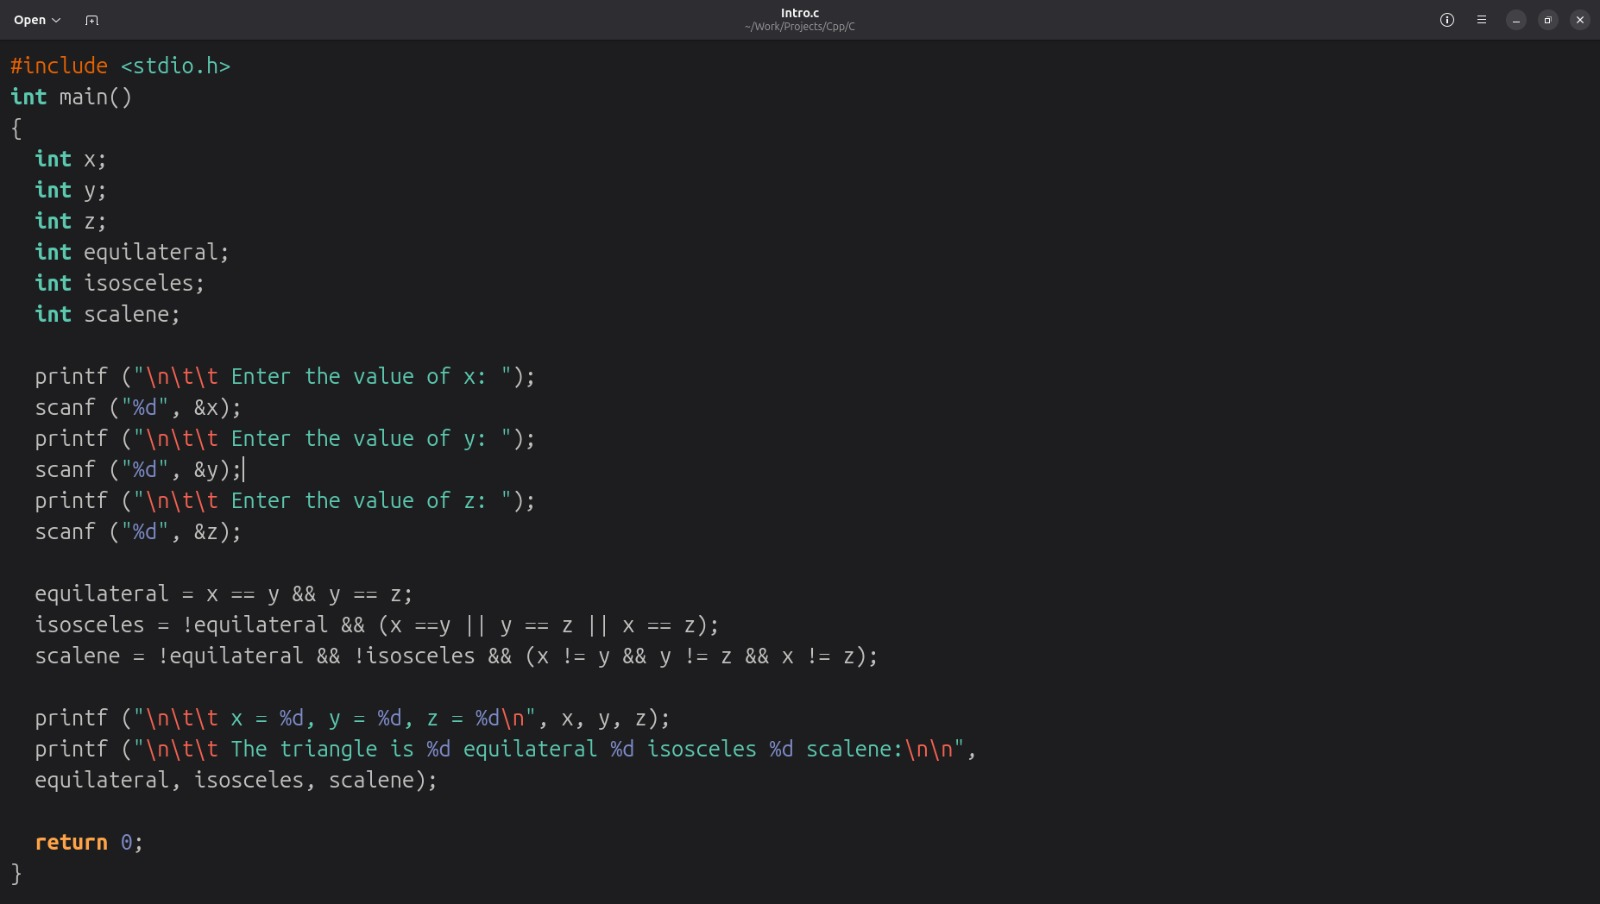 Open
Intro.c
~/Work/Projects/Cpp/C
#include <stdio.h>
int main()
{
  int x;
  int y;
  int z;
  int equilateral;
  int isosceles;
  int scalene;

  printf ("\n\t\t Enter the value of x: ");
  scanf ("%d", &x);
  printf ("\n\t\t Enter the value of y: ");
  scanf ("%d", &y);
  printf ("\n\t\t Enter the value of z: ");
  scanf ("%d", &z);

  equilateral = x == y && y == z;
  isosceles = !equilateral && (x ==y || y == z || x == z);
  scalene = !equilateral && !isosceles && (x != y && y != z && x != z);

  printf ("\n\t\t x = %d, y = %d, z = %d\n", x, y, z);
  printf ("\n\t\t The triangle is %d equilateral %d isosceles %d scalene:\n\n",
  equilateral, isosceles, scalene);

  return 0;
}